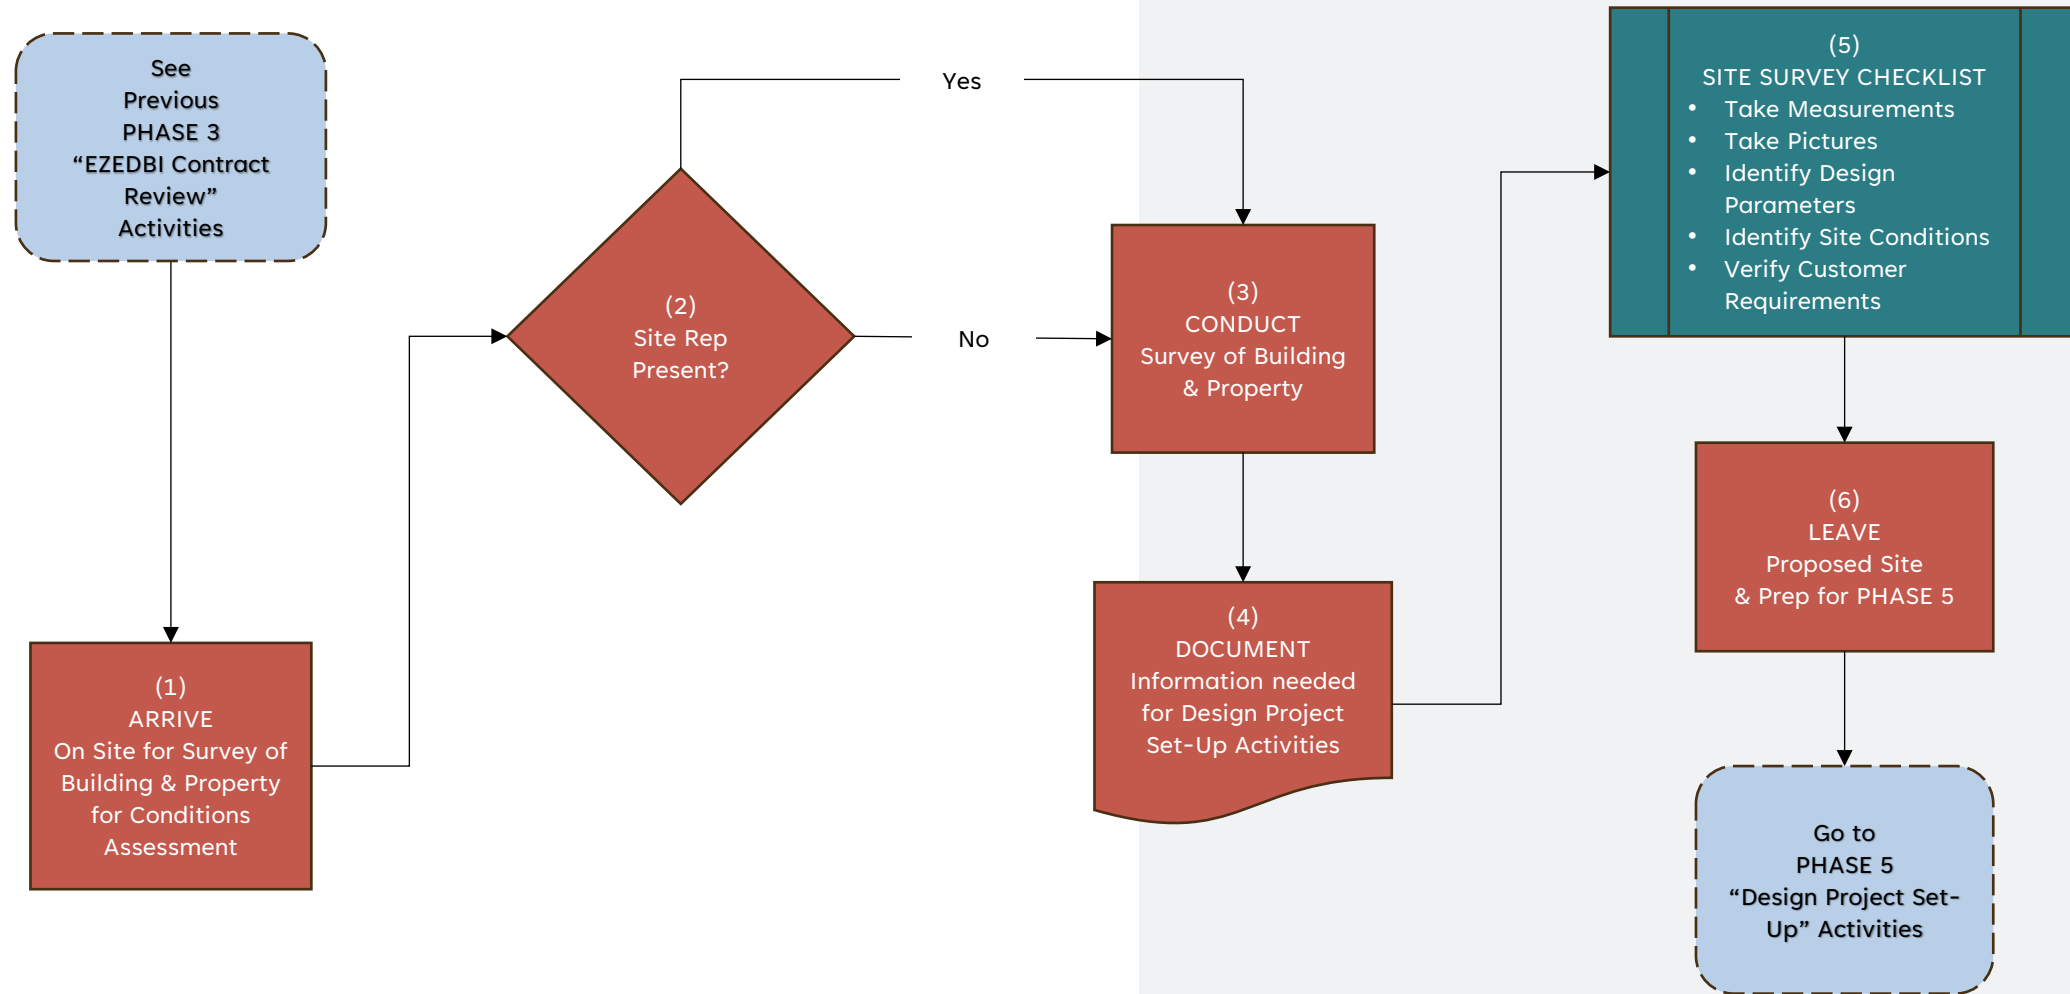 See
Previous
PHASE 3
“EZEDBI Contract
Review”
Activities
(1)
ARRIVE
On Site for Survey of
Building & Property
for Conditions
Assessment
(2)
Site Rep
Present?
Yes
No
(3)
CONDUCT
Survey of Building
& Property
(4)
DOCUMENT
Information needed
for Design Project
Set-Up Activities
(5)
SITE SURVEY CHECKLIST
• Take Measurements
• Take Pictures
• Identify Design
Parameters
• Identify Site Conditions
• Verify Customer
Requirements
(6)
LEAVE
Proposed Site
& Prep for PHASE 5
Go to
PHASE 5
“Design Project Set-
Up” Activities